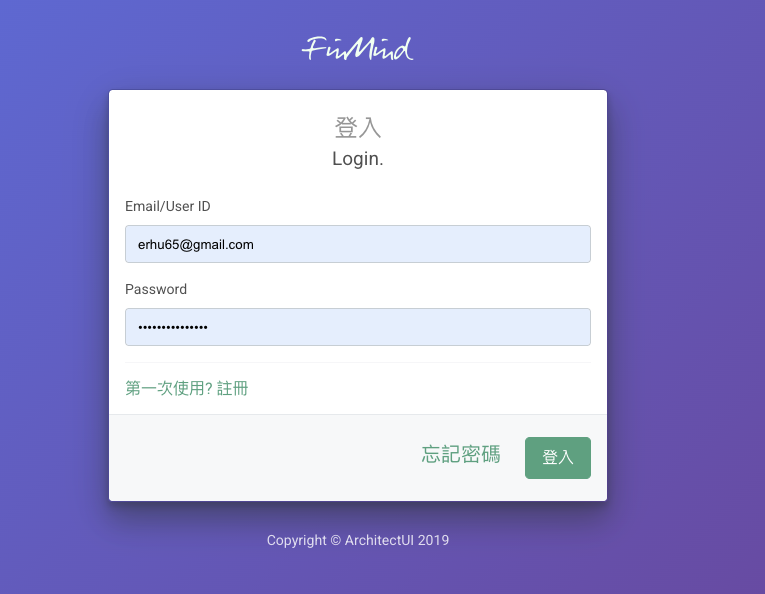 FinMind
登入
Login.
Email/User ID
erhu65@gmail.com
Password
•••••••••••••••
第一次使用? 註冊
忘記密碼 登入
Copyright © ArchitectUI 2019